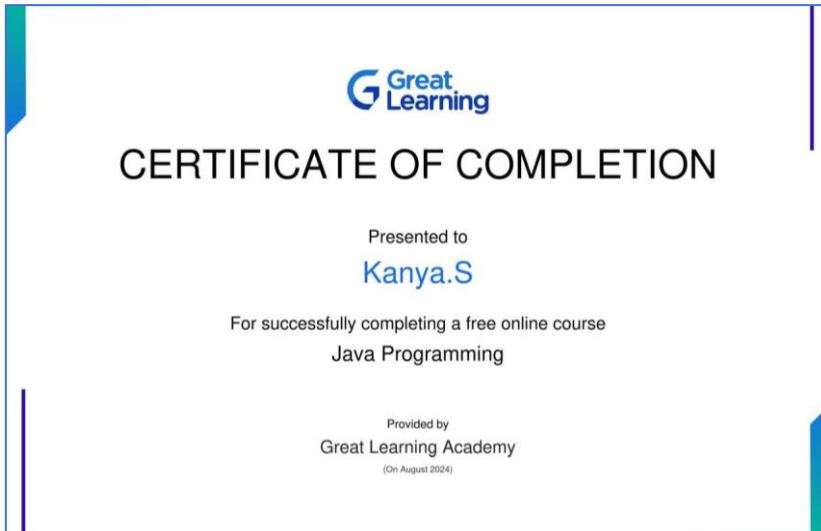 Great
Learning
CERTIFICATE OF COMPLETION
Presented to
Kanya.S
For successfully completing a free online course
Java Programming
Provided by
Great Learning Academy
(On August 2024)